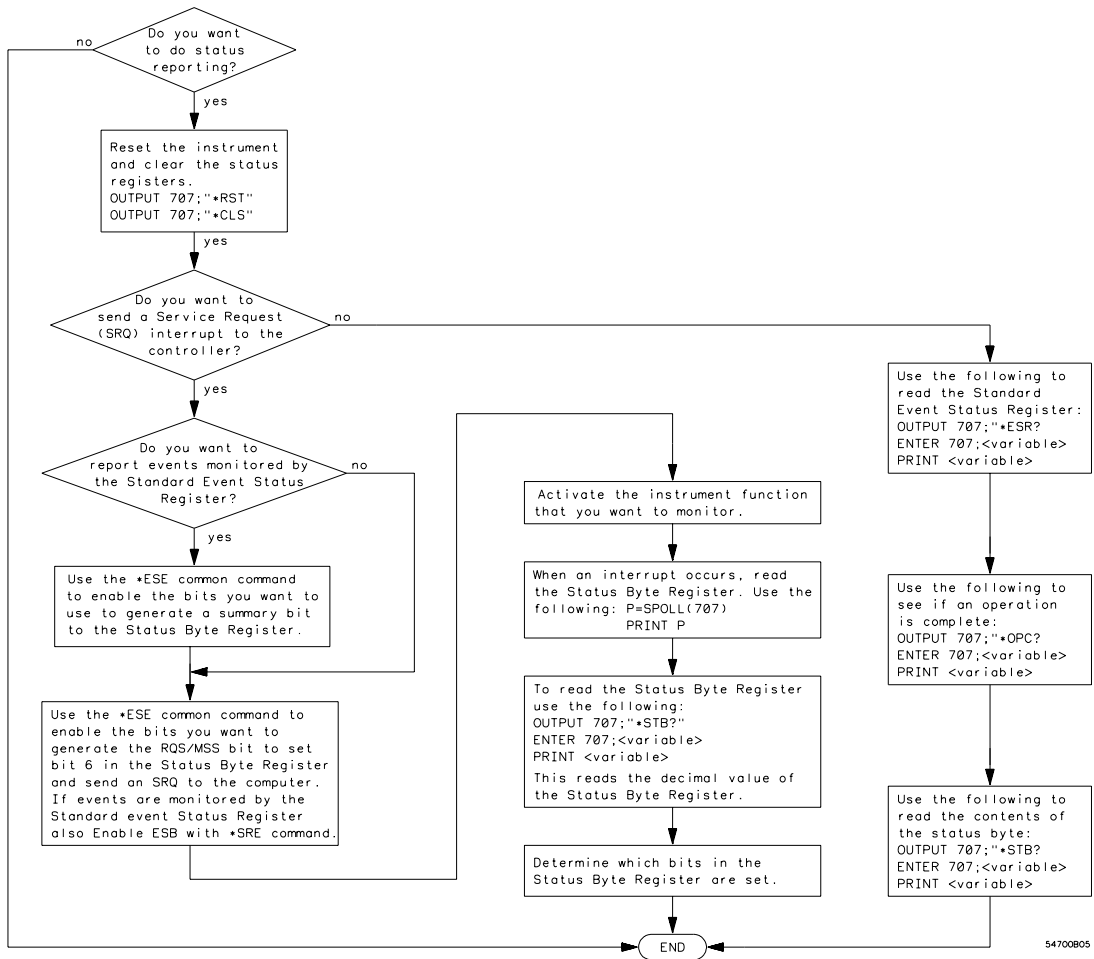 Do you want
to do status
reporting?
no
yes
Reset the instrument
and clear the status
registers.
OUTPUT 707;"*RST"
OUTPUT 707;"*CLS"
yes
Do you want to
send a Service Request
(SRQ) interrupt to the
controller?
no
yes
Do you want to
report events monitored by
the Standard Event Status
Register?
no
yes
Use the *ESE common command
to enable the bits you want to
use to generate a summary bit
to the Status Byte Register.
Use the *ESE common command to
enable the bits you want to
generate the RQS/MSS bit to set
bit 6 in the Status Byte Register
and send an SRQ to the computer.
If events are monitored by the
Standard event Status Register
also Enable ESB with *SRE command.
Activate the instrument function
that you want to monitor.
When an interrupt occurs, read
the Status Byte Register. Use the
following: P=SPOLL(707)
PRINT P
To read the Status Byte Register
use the following:
OUTPUT 707;"*STB?"
ENTER 707;<variable>
PRINT <variable>
This reads the decimal value of
the Status Byte Register.
Determine which bits in the
Status Byte Register are set.
Use the following to
read the Standard
Event Status Register:
OUTPUT 707;"*ESR?
ENTER 707;<variable>
PRINT <variable>
Use the following to
see if an operation
is complete:
OUTPUT 707;"*OPC?
ENTER 707;<variable>
PRINT <variable>
Use the following to
read the contents of
the status byte:
OUTPUT 707;"*STB?
ENTER 707;<variable>
PRINT <variable>
END
54700B05